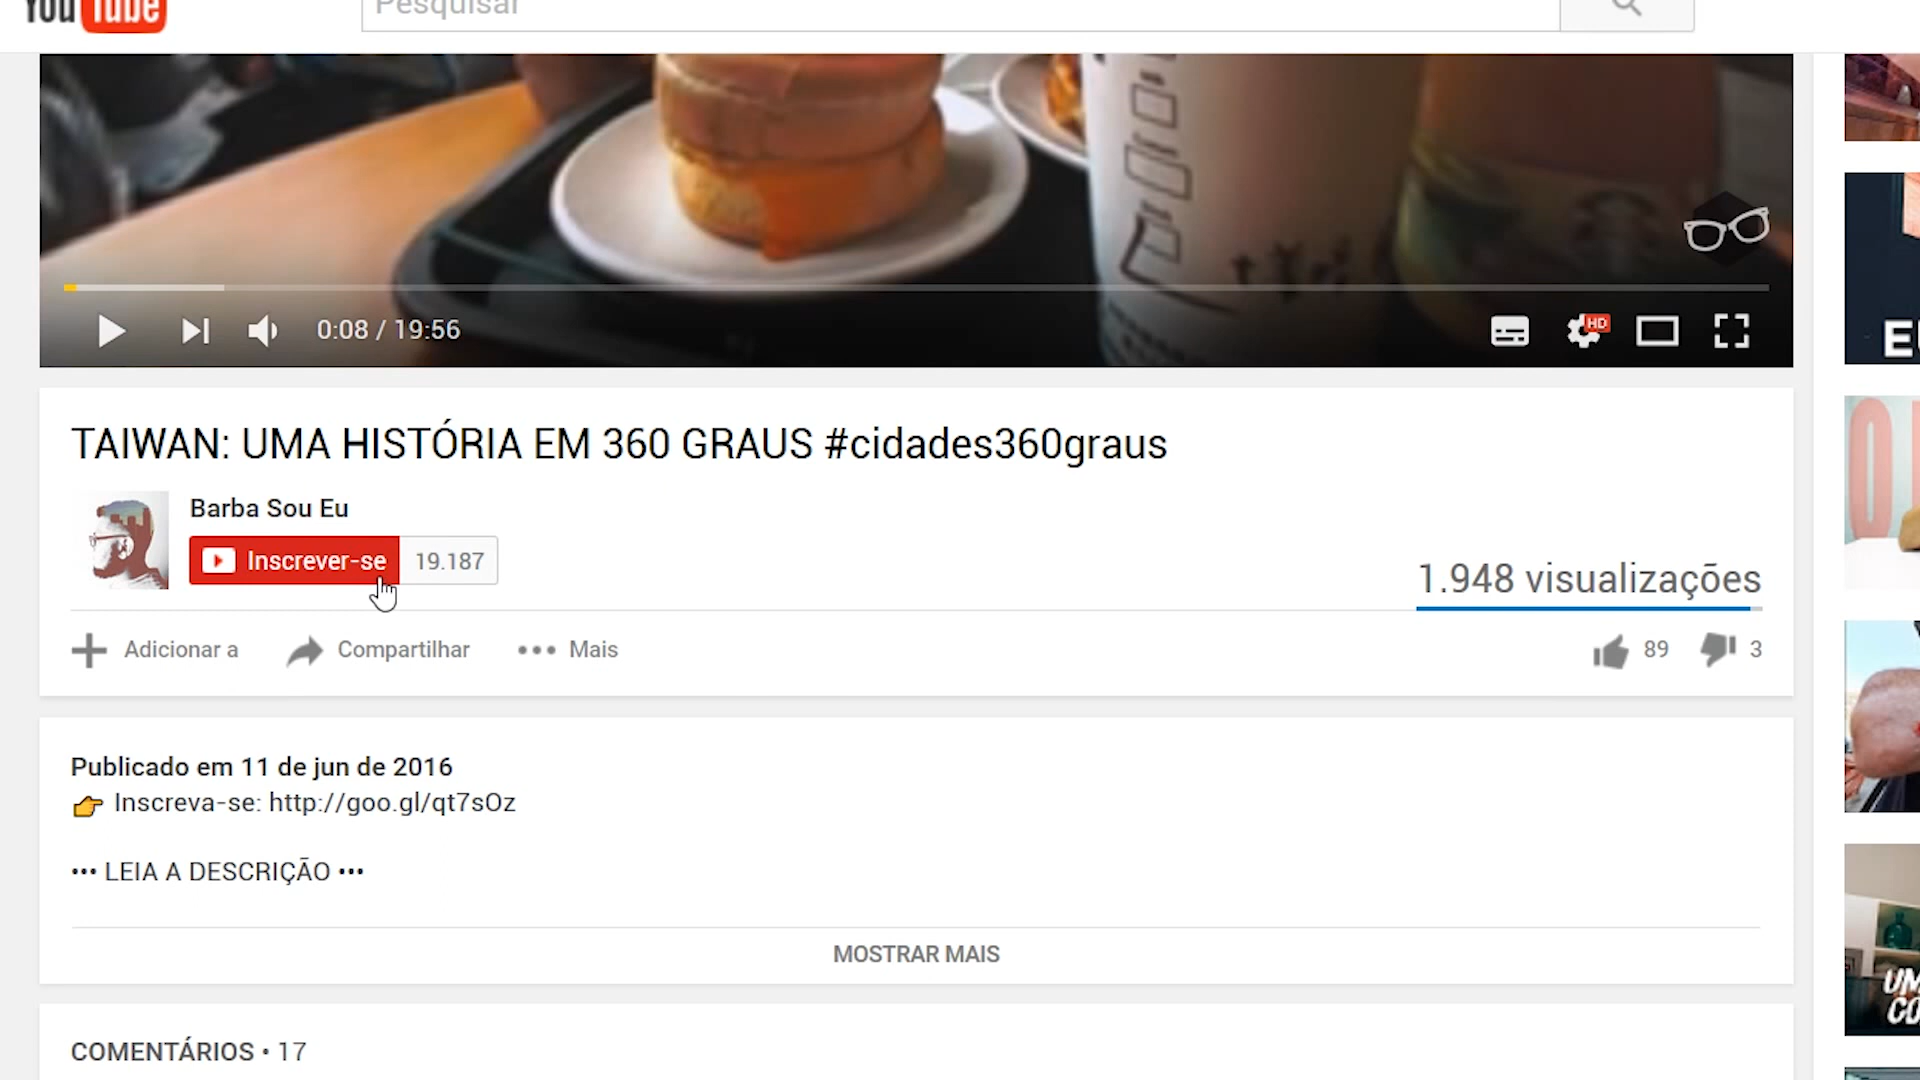 YouTube
Pesquisar
0:08 / 19:56
HD
TAIWAN: UMA HISTÓRIA EM 360 GRAUS #cidades360graus
Barba Sou Eu
Inscrever-se 19.187
1.948 visualizações
Adicionar a Compartilhar ••• Mais 89 3
Publicado em 11 de jun de 2016
👉 Inscreva-se: http://goo.gl/qt7sOz
••• LEIA A DESCRIÇÃO •••
MOSTRAR MAIS
COMENTÁRIOS • 17